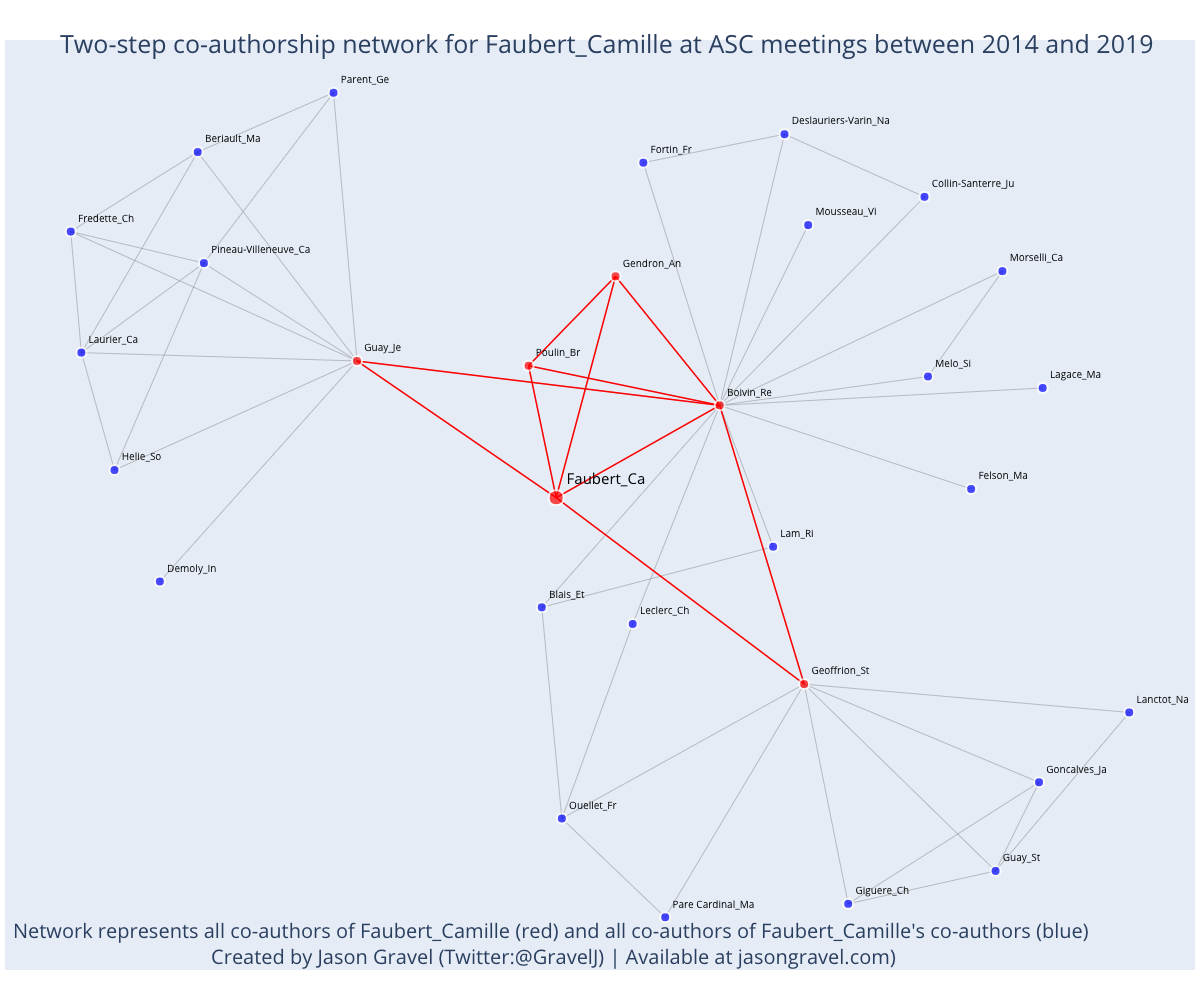 Two-step co-authorship network for Faubert_Camille at ASC meetings between 2014 and 2019
Parent_Ge
Deslauriers-Varin_Na
Beriault_Ma
Fortin_Fr
Collin-Santerre_Ju
Mousseau_Vi
Fredette_Ch
Pineau-Villeneuve_Ca
Morselli_Ca
Gendron_An
Laurier_Ca
Guay_Je
Poulin_Br
Melo_Si
Lagace_Ma
Boivin_Re
Helie_So
Faubert_Ca
Felson_Ma
Lam_Ri
Demoly_In
Blais_Et
Leclerc_Ch
Geoffrion_St
Lanctot_Na
Goncalves_Ja
Ouellet_Fr
Guay_St
Giguere_Ch
Pare Cardinal_Ma
Network represents all co-authors of Faubert_Camille (red) and all co-authors of Faubert_Camille's co-authors (blue)
Created by Jason Gravel (Twitter:@GravelJ) | Available at jasongravel.com)